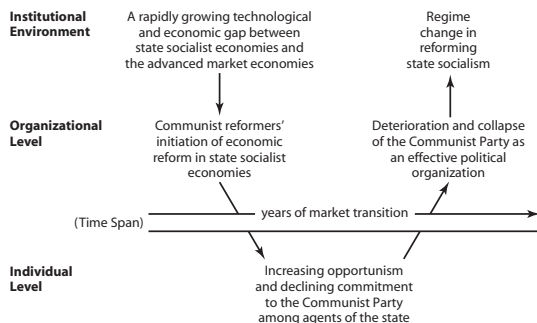 Institutional
Environment
A rapidly growing technological
and economic gap between
state socialist economies and
the advanced market economies
Regime
change in
reforming
state socialism
Organizational
Level
Communist reformers’
initiation of economic
reform in state socialist
economies
Deterioration and collapse
of the Communist Party as
an effective political
organization
(Time Span)
years of market transition
Individual
Level
Increasing opportunism
and declining commitment
to the Communist Party
among agents of the state